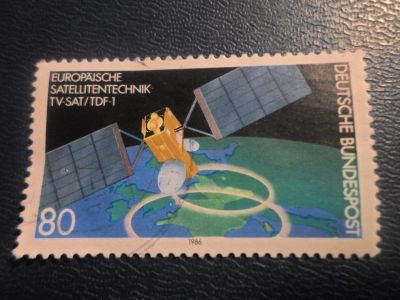 EUROPÄISCHE
SATELLITENTECHNIK
TV-SAT/TDF-1
DEUTSCHE BUNDESPOST
80
1986